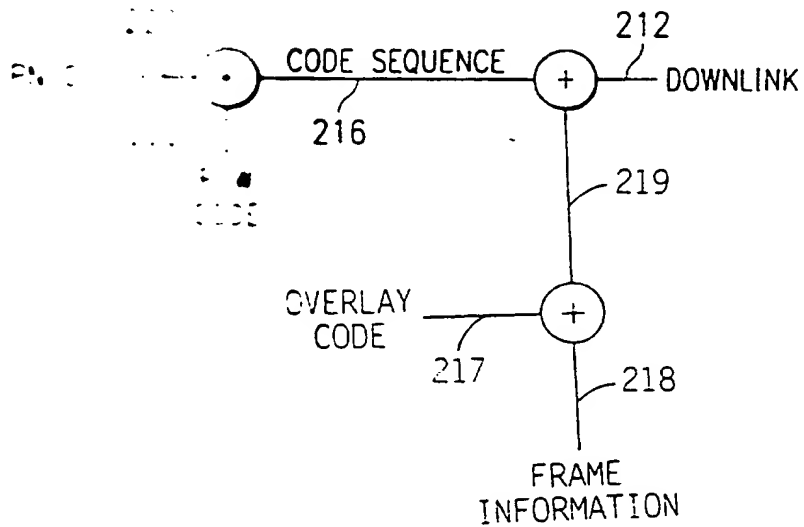 212
CODE SEQUENCE
DOWNLINK
216
219
OVERLAY
CODE
217
218
FRAME
INFORMATION